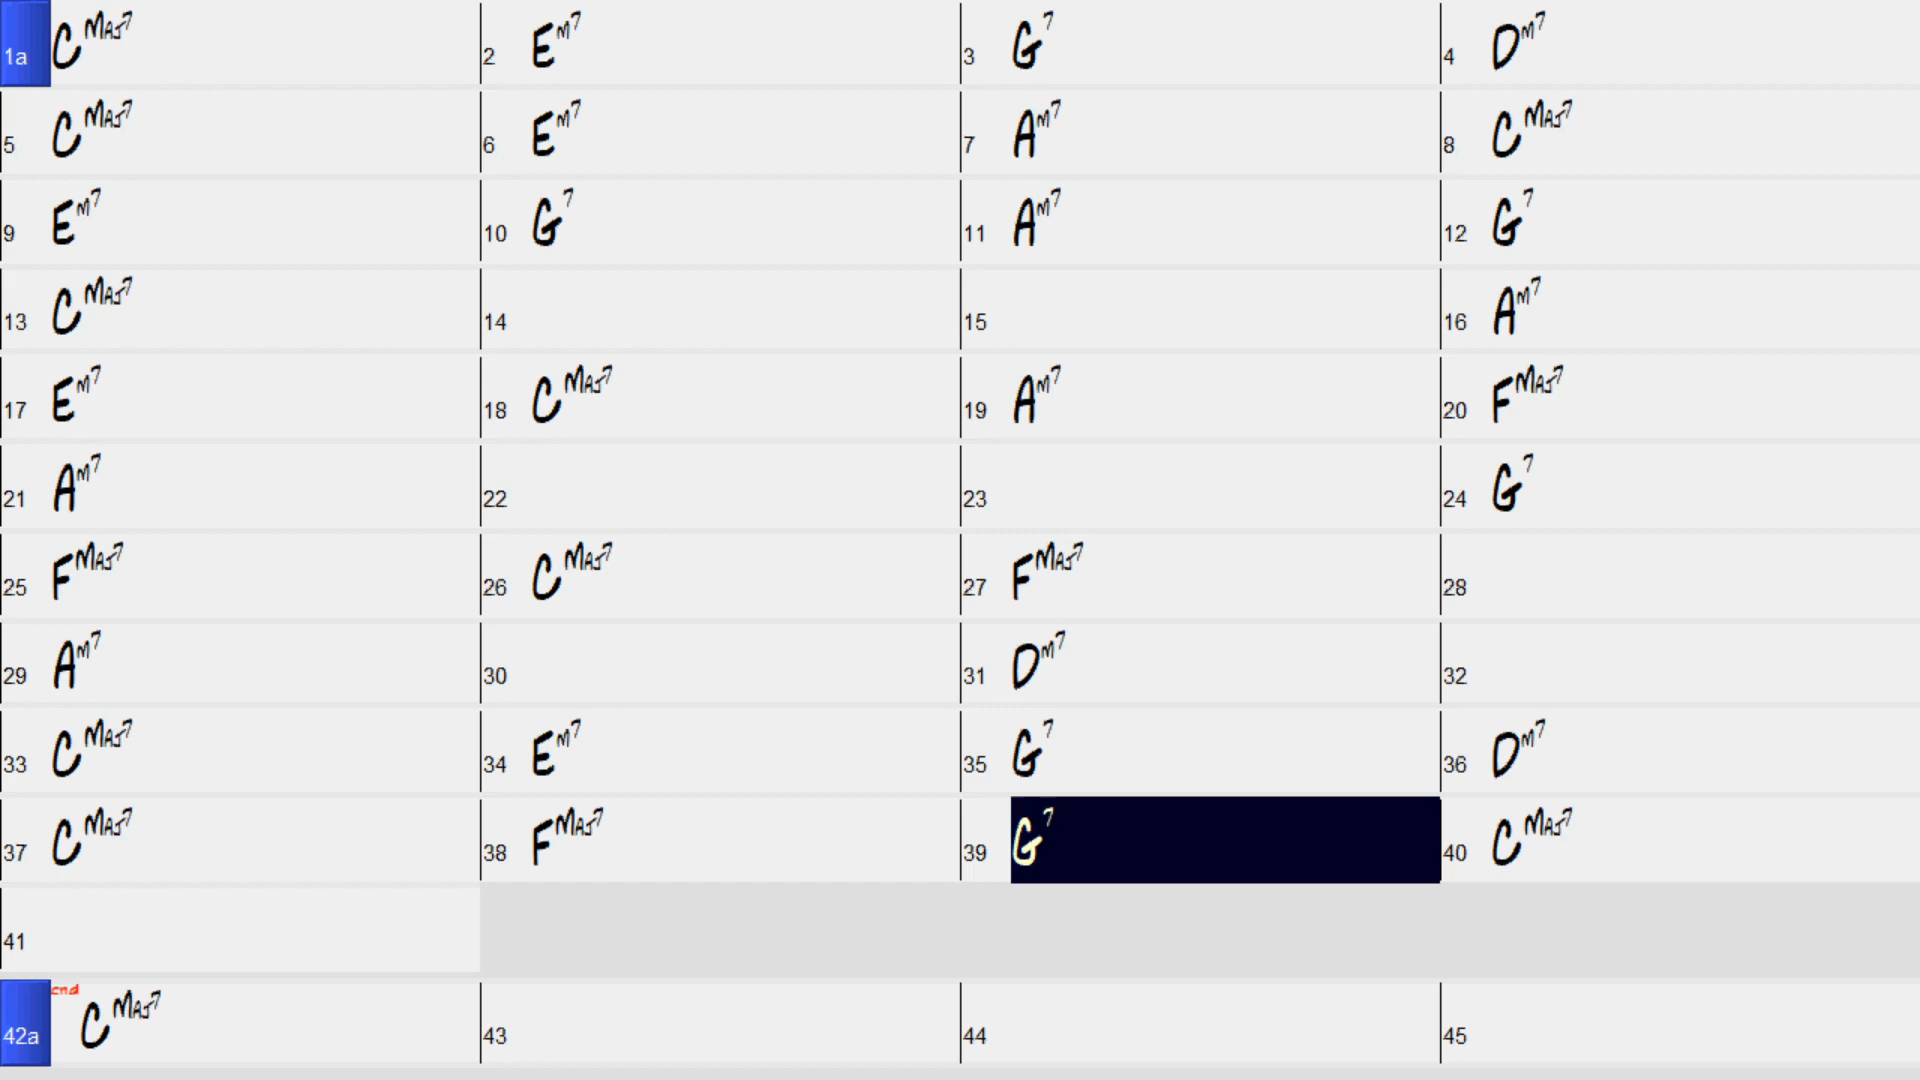 1a CMaj7 2 Em7 3 G7 4 Dm7
5 CMaj7 6 Em7 7 Am7 8 CMaj7
9 Em7 10 G7 11 Am7 12 G7
13 CMaj7 14 15 16 Am7
17 Em7 18 CMaj7 19 Am7 20 FMaj7
21 Am7 22 23 24 G7
25 FMaj7 26 CMaj7 27 FMaj7 28
29 Am7 30 31 Dm7 32
33 CMaj7 34 Em7 35 G7 36 Dm7
37 CMaj7 38 FMaj7 39 G7 40 CMaj7
41
42a end CMaj7 43 44 45